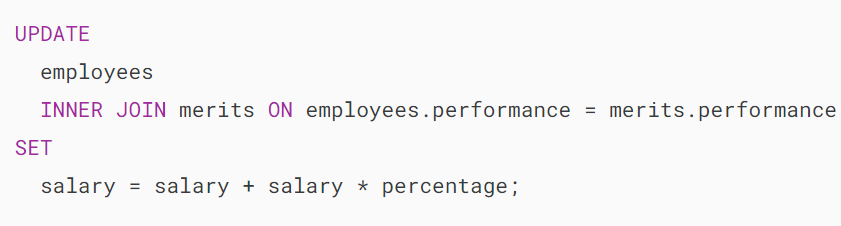 UPDATE
employees
INNER JOIN merits ON employees.performance = merits.performance
SET
salary = salary + salary * percentage;